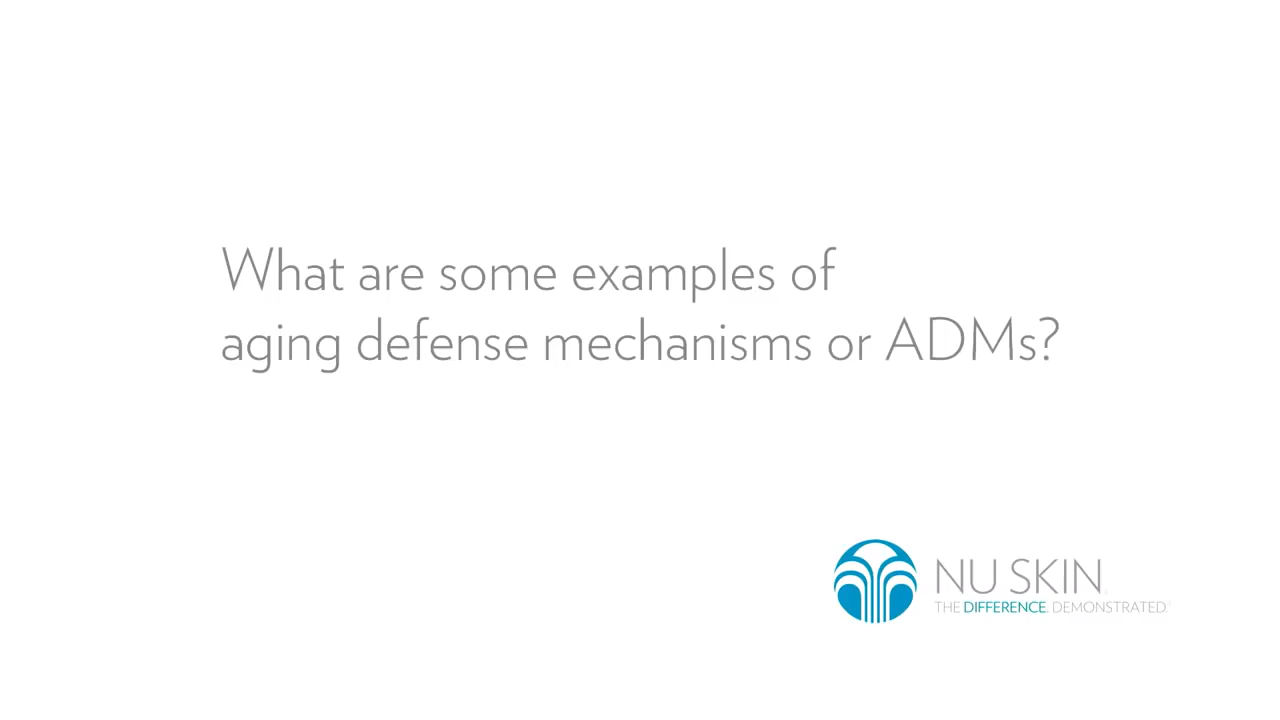 What are some examples of
aging defense mechanisms or ADMs?
NU SKIN
THE DIFFERENCE. DEMONSTRATED.